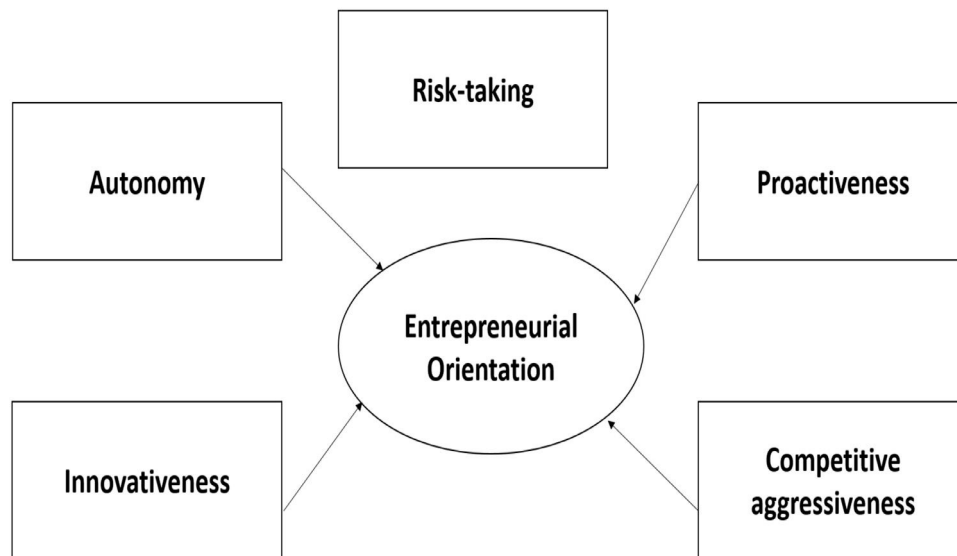 Risk-taking
Autonomy
Proactiveness
Entrepreneurial
Orientation
Innovativeness
Competitive
aggressiveness